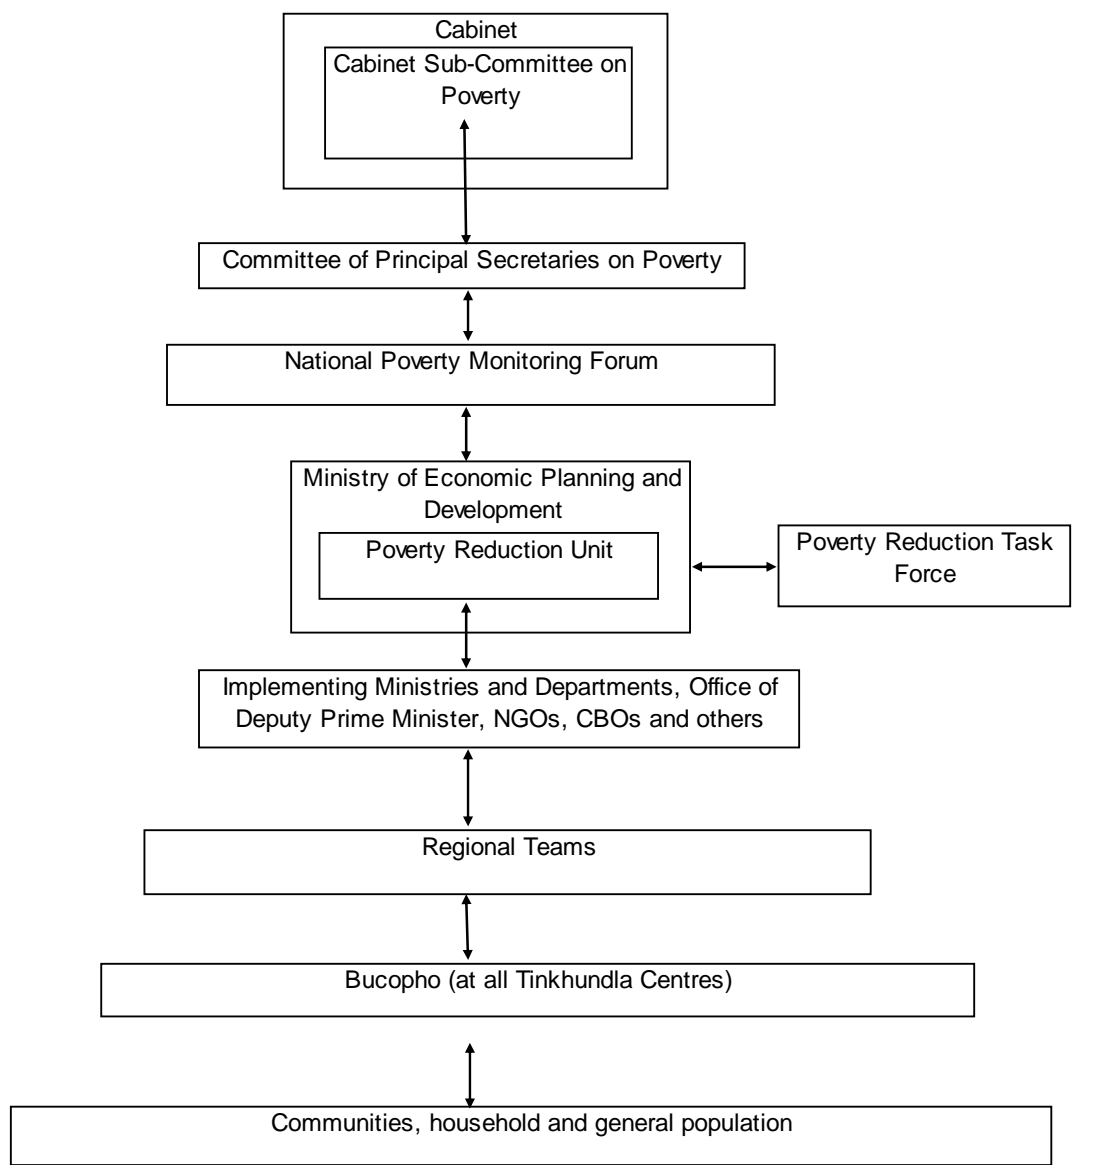 Cabinet
Cabinet Sub-Committee on
Poverty
Committee of Principal Secretaries on Poverty
National Poverty Monitoring Forum
Ministry of Economic Planning and
Development
Poverty Reduction Unit
Poverty Reduction Task
Force
Implementing Ministries and Departments, Office of
Deputy Prime Minister, NGOs, CBOs and others
Regional Teams
Bucopho (at all Tinkhundla Centres)
Communities, household and general population